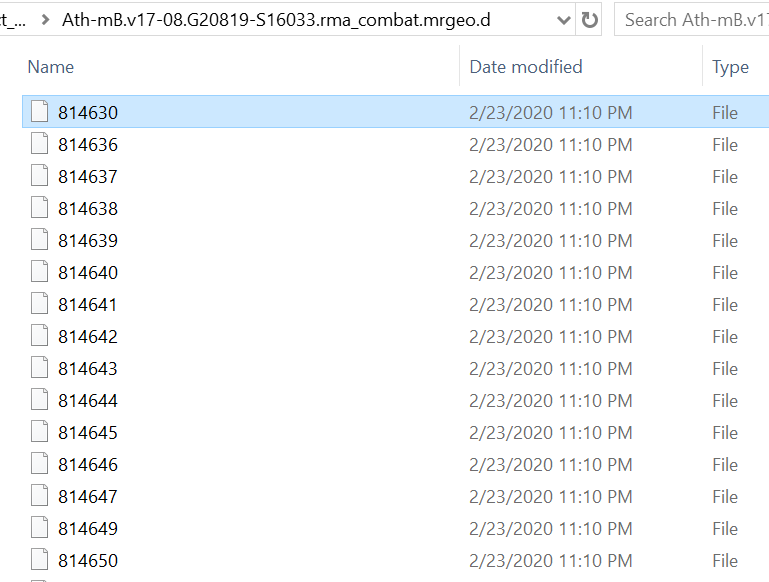 t_... > Ath-mB.v17-08.G20819-S16033.rma_combat.mrgeo.d Search Ath-mB.v17
Name Date modified Type
814630 2/23/2020 11:10 PM File
814636 2/23/2020 11:10 PM File
814637 2/23/2020 11:10 PM File
814638 2/23/2020 11:10 PM File
814639 2/23/2020 11:10 PM File
814640 2/23/2020 11:10 PM File
814641 2/23/2020 11:10 PM File
814642 2/23/2020 11:10 PM File
814643 2/23/2020 11:10 PM File
814644 2/23/2020 11:10 PM File
814645 2/23/2020 11:10 PM File
814646 2/23/2020 11:10 PM File
814647 2/23/2020 11:10 PM File
814649 2/23/2020 11:10 PM File
814650 2/23/2020 11:10 PM File